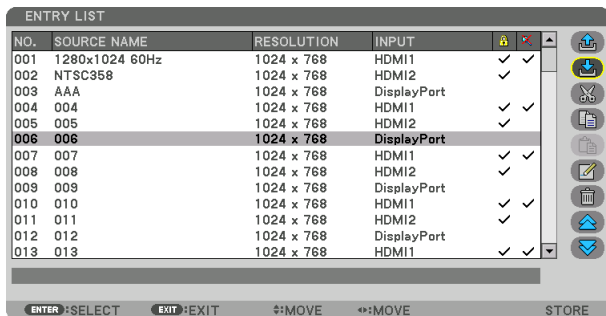 ENTRY LIST
NO. SOURCE NAME RESOLUTION INPUT
001 1280x1024 60Hz 1024 x 768 HDMI1 ✓ ✓
002 NTSC358 1024 x 768 HDMI2 ✓
003 AAA 1024 x 768 DisplayPort
004 004 1024 x 768 HDMI1 ✓ ✓
005 005 1024 x 768 HDMI2 ✓
006 006 1024 x 768 DisplayPort
007 007 1024 x 768 HDMI1 ✓ ✓
008 008 1024 x 768 HDMI2 ✓
009 009 1024 x 768 DisplayPort
010 010 1024 x 768 HDMI1 ✓ ✓
011 011 1024 x 768 HDMI2 ✓
012 012 1024 x 768 DisplayPort
013 013 1024 x 768 HDMI1 ✓ ✓
ENTER :SELECT EXIT :EXIT :MOVE :MOVE STORE